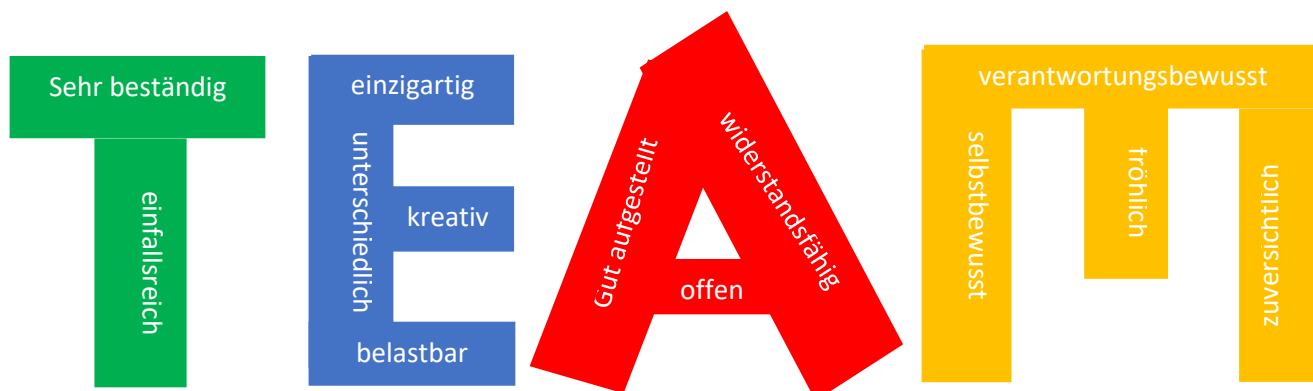 Sehr beständig
einfallsreich
einzigartig
unterschiedlich
kreativ
belastbar
Gut aufgestellt
widerstandsfähig
offen
verantwortungsbewusst
selbstbewusst
fröhlich
zuversichtlich